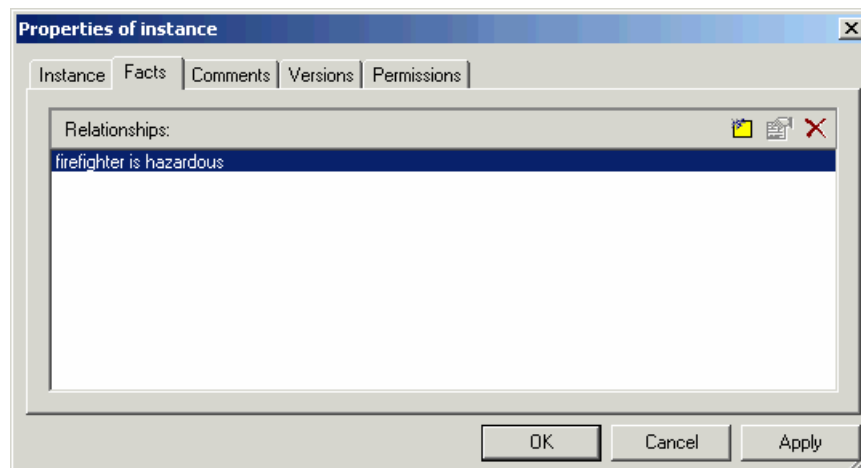 Properties of instance
Instance Facts Comments Versions Permissions
Relationships:
firefighter is hazardous
OK Cancel Apply